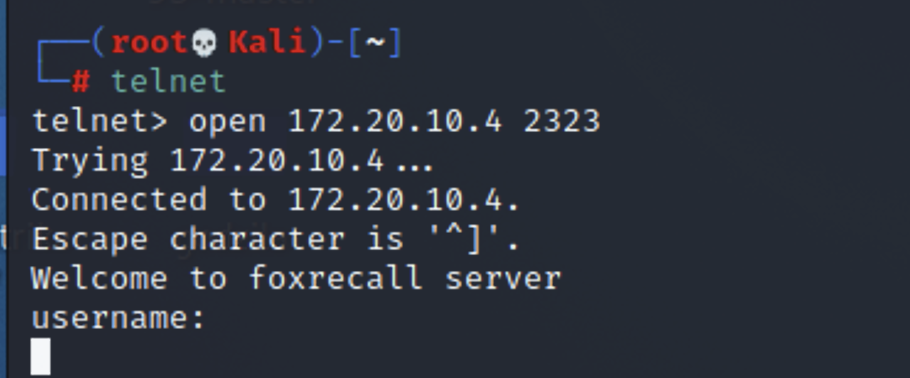 ┌──(root💀Kali)-[~]
└─# telnet
telnet> open 172.20.10.4 2323
Trying 172.20.10.4...
Connected to 172.20.10.4.
Escape character is '^]'.
Welcome to foxrecall server
username: